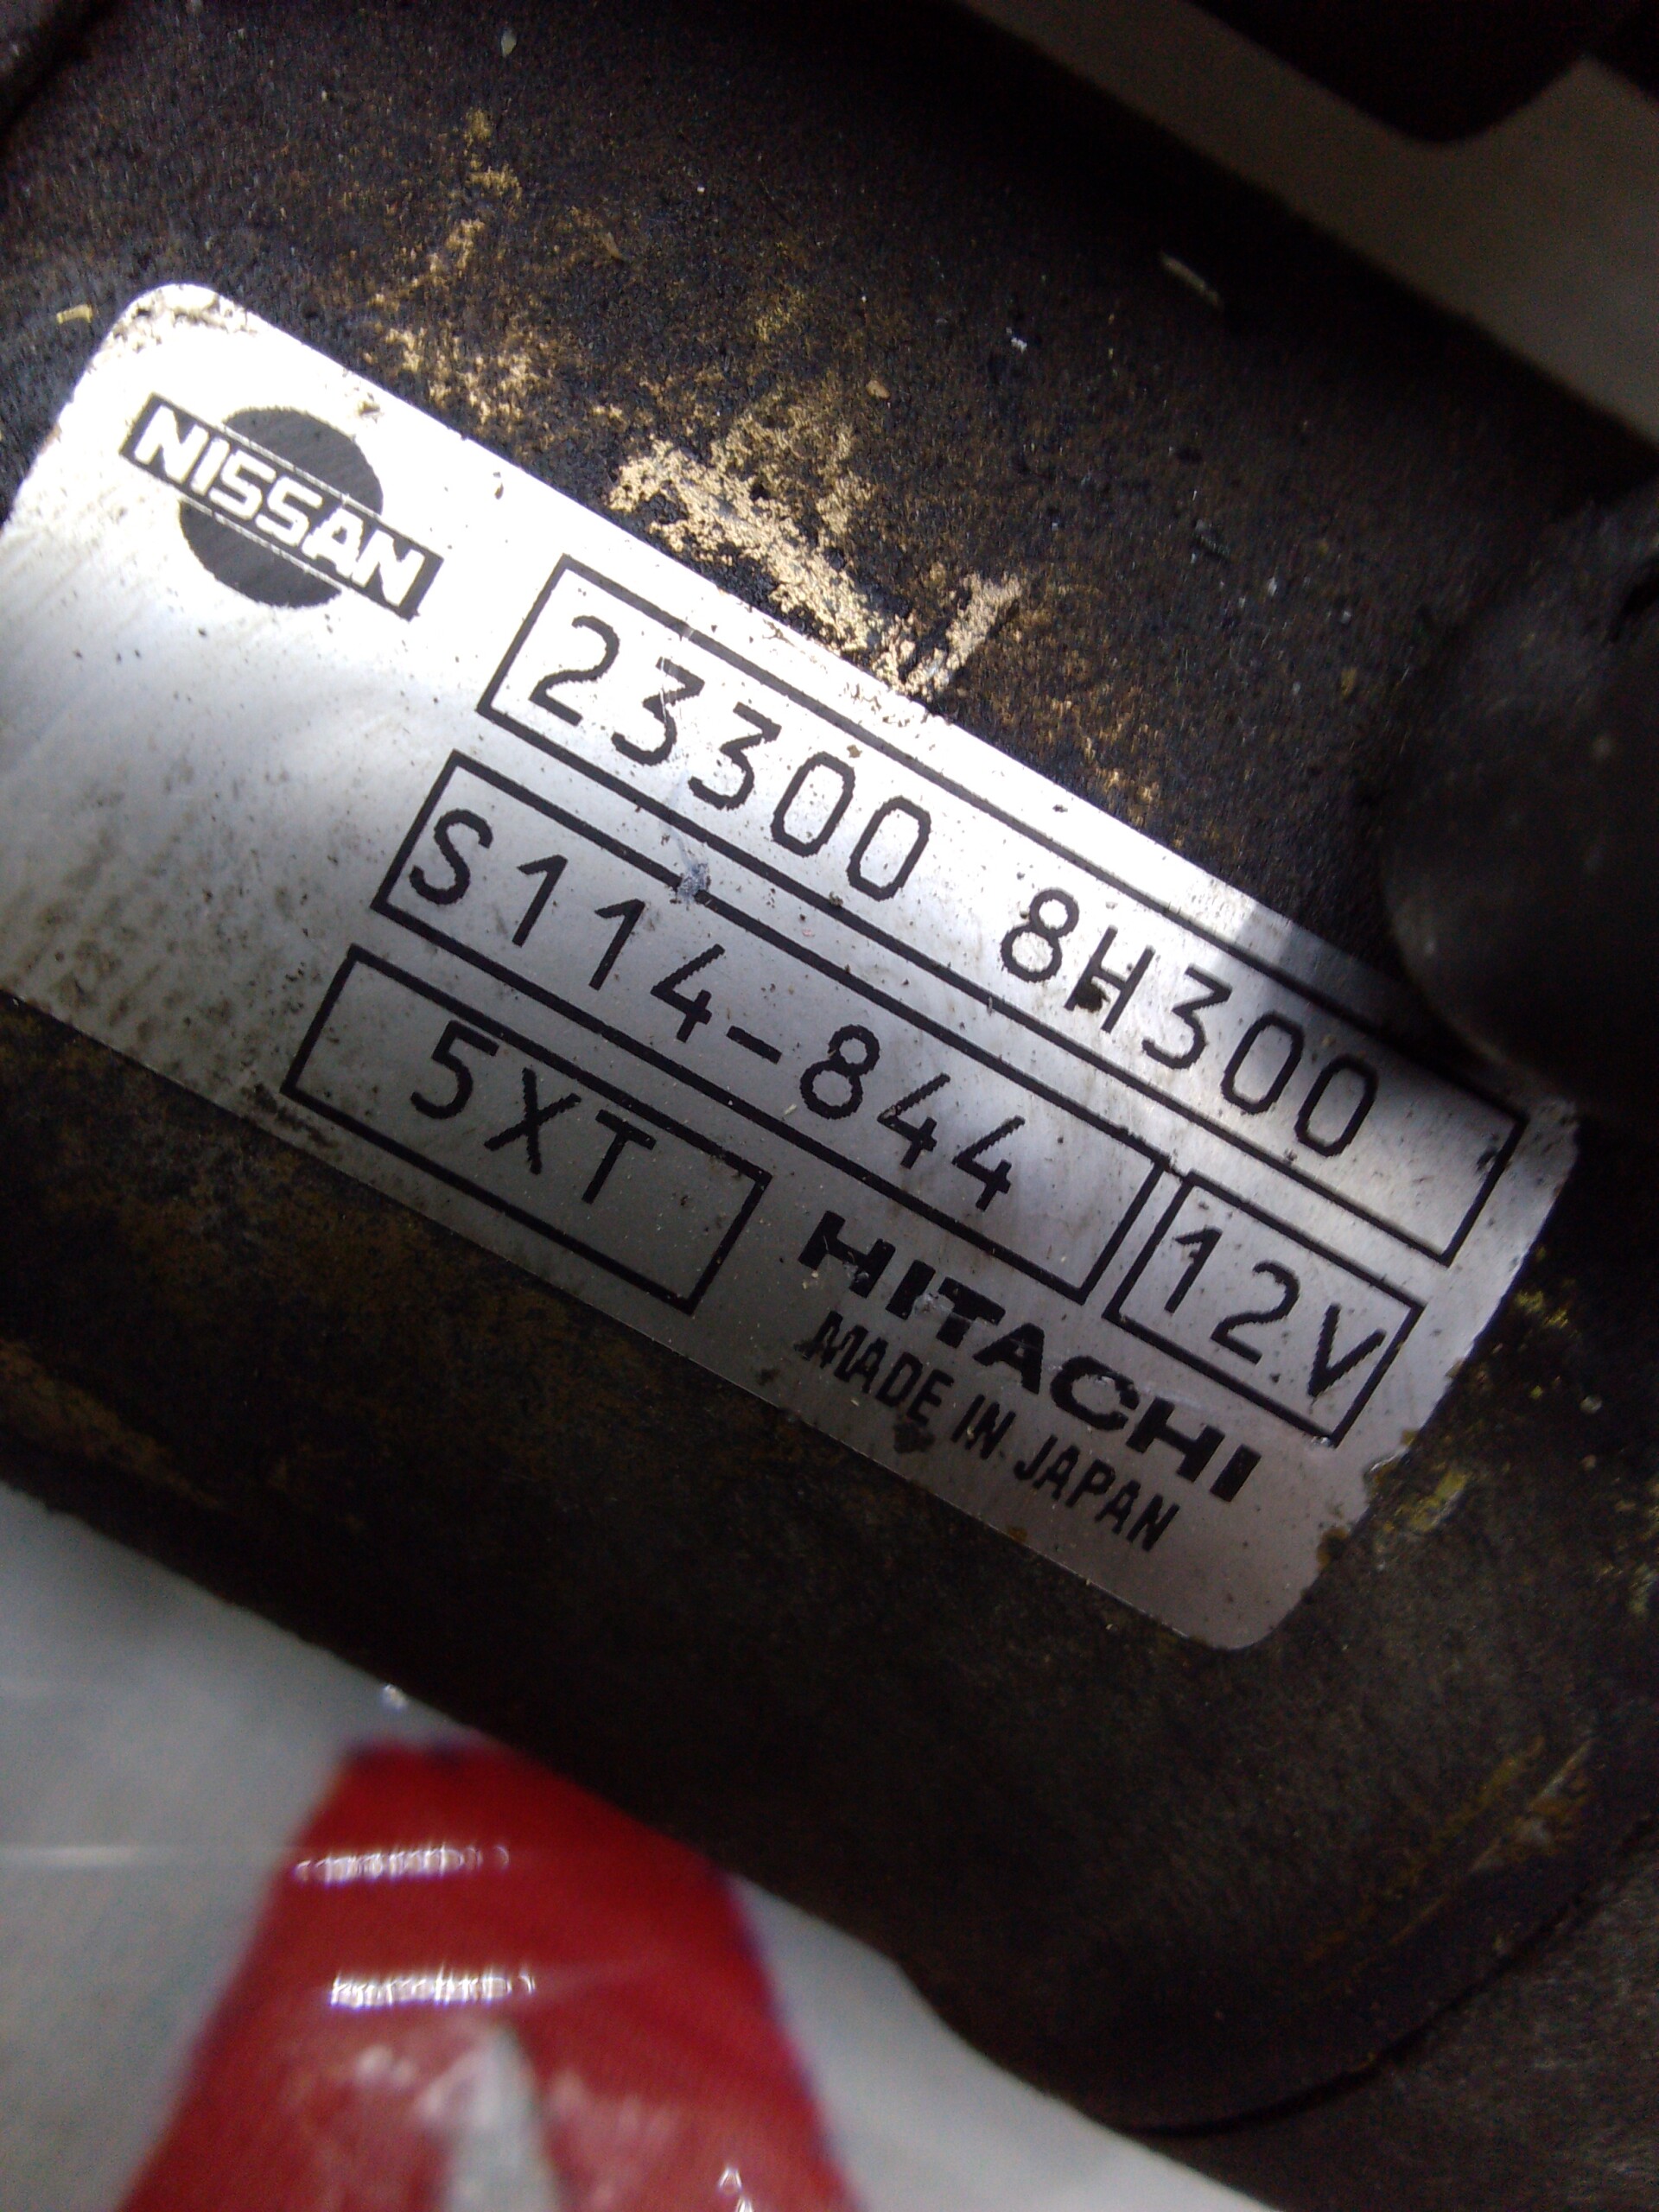 NISSAN
23300 8H300
S114-844 12V
5XT HITACHI
MADE IN JAPAN